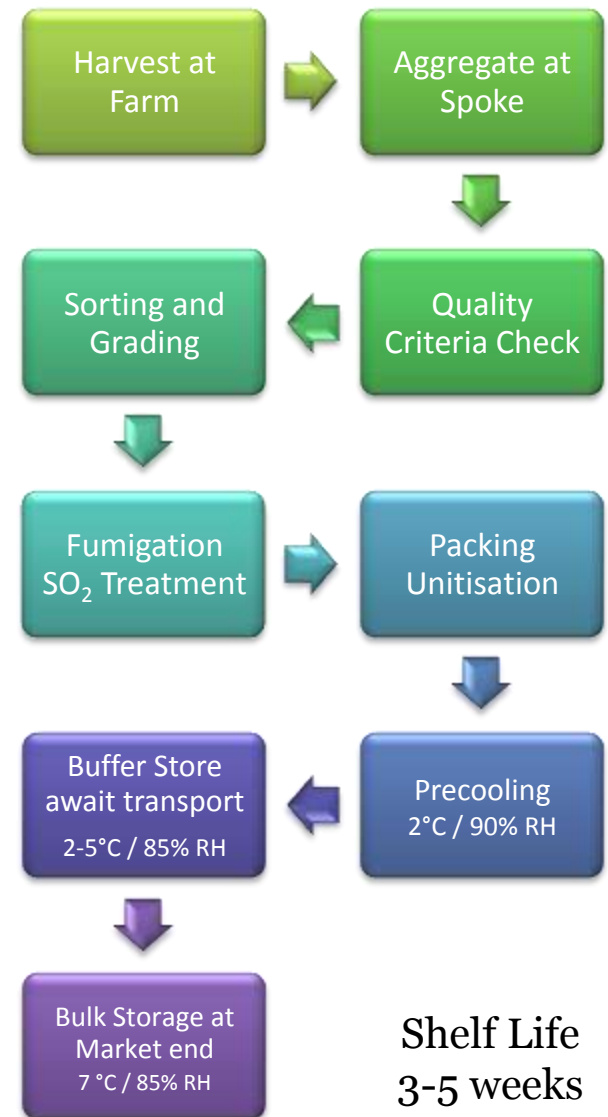 Harvest at
Farm
Aggregate at
Spoke
Quality
Criteria Check
Sorting and
Grading
Fumigation
SO₂ Treatment
Packing
Unitisation
Precooling
2°C / 90% RH
Buffer Store
await transport
2-5°C / 85% RH
Bulk Storage at
Market end
7 °C / 85% RH
Shelf Life
3-5 weeks